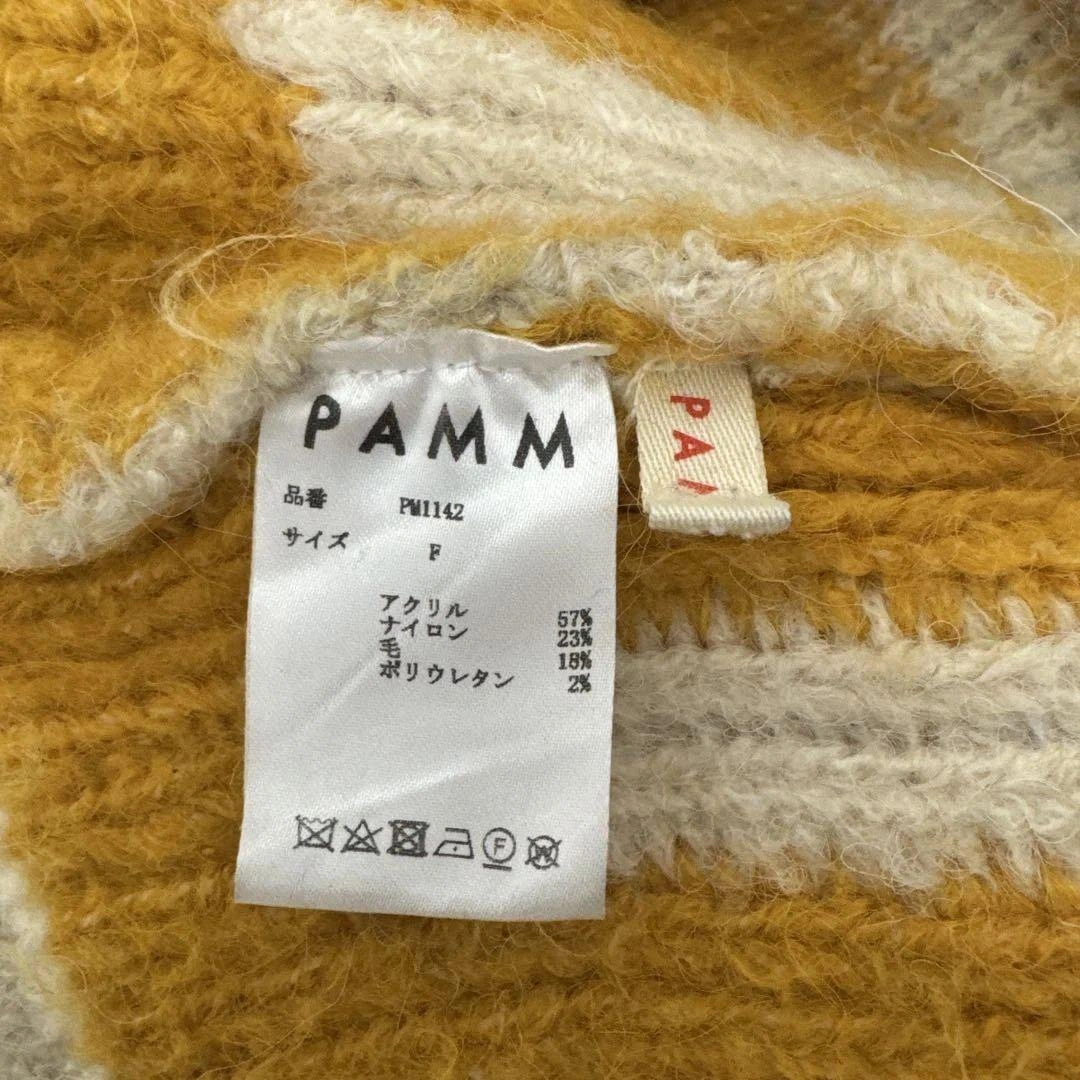 PAMM
品番 PM1142
サイズ F
アクリル 57%
ナイロン 23%
毛 18%
ポリウレタン 2%
F
W
PA